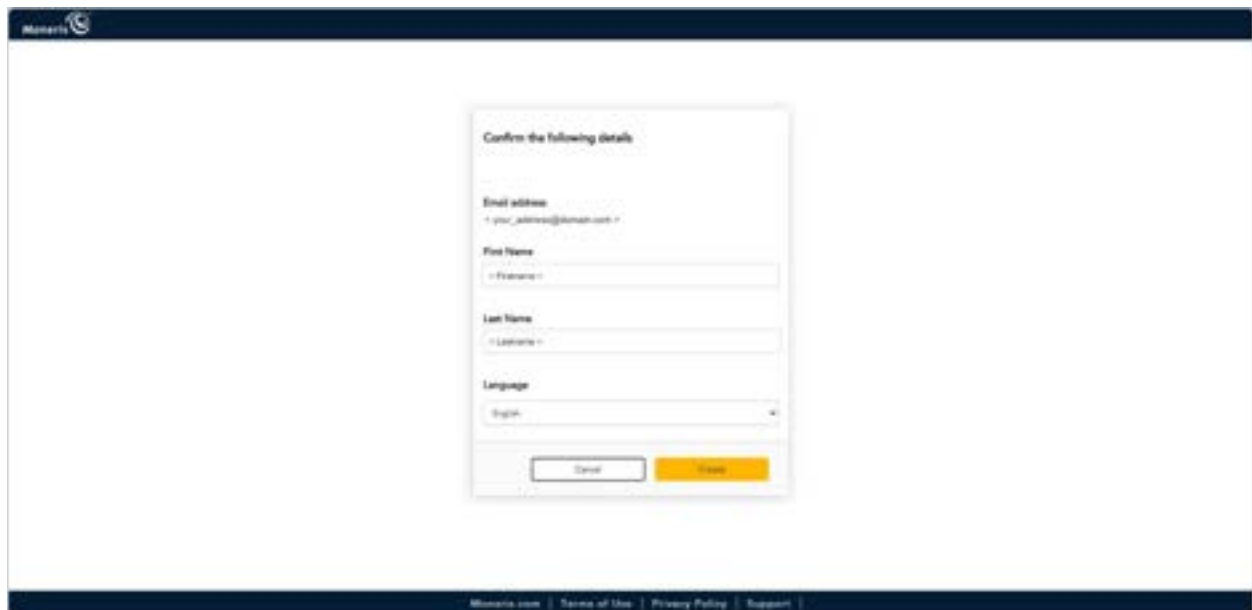 Moneris
Confirm the following details
Email address
< your_address@domain.com >
First Name
< Firstname >
Last Name
< Lastname >
Language
English
Cancel
Create
Moneris.com | Terms of Use | Privacy Policy | Support |